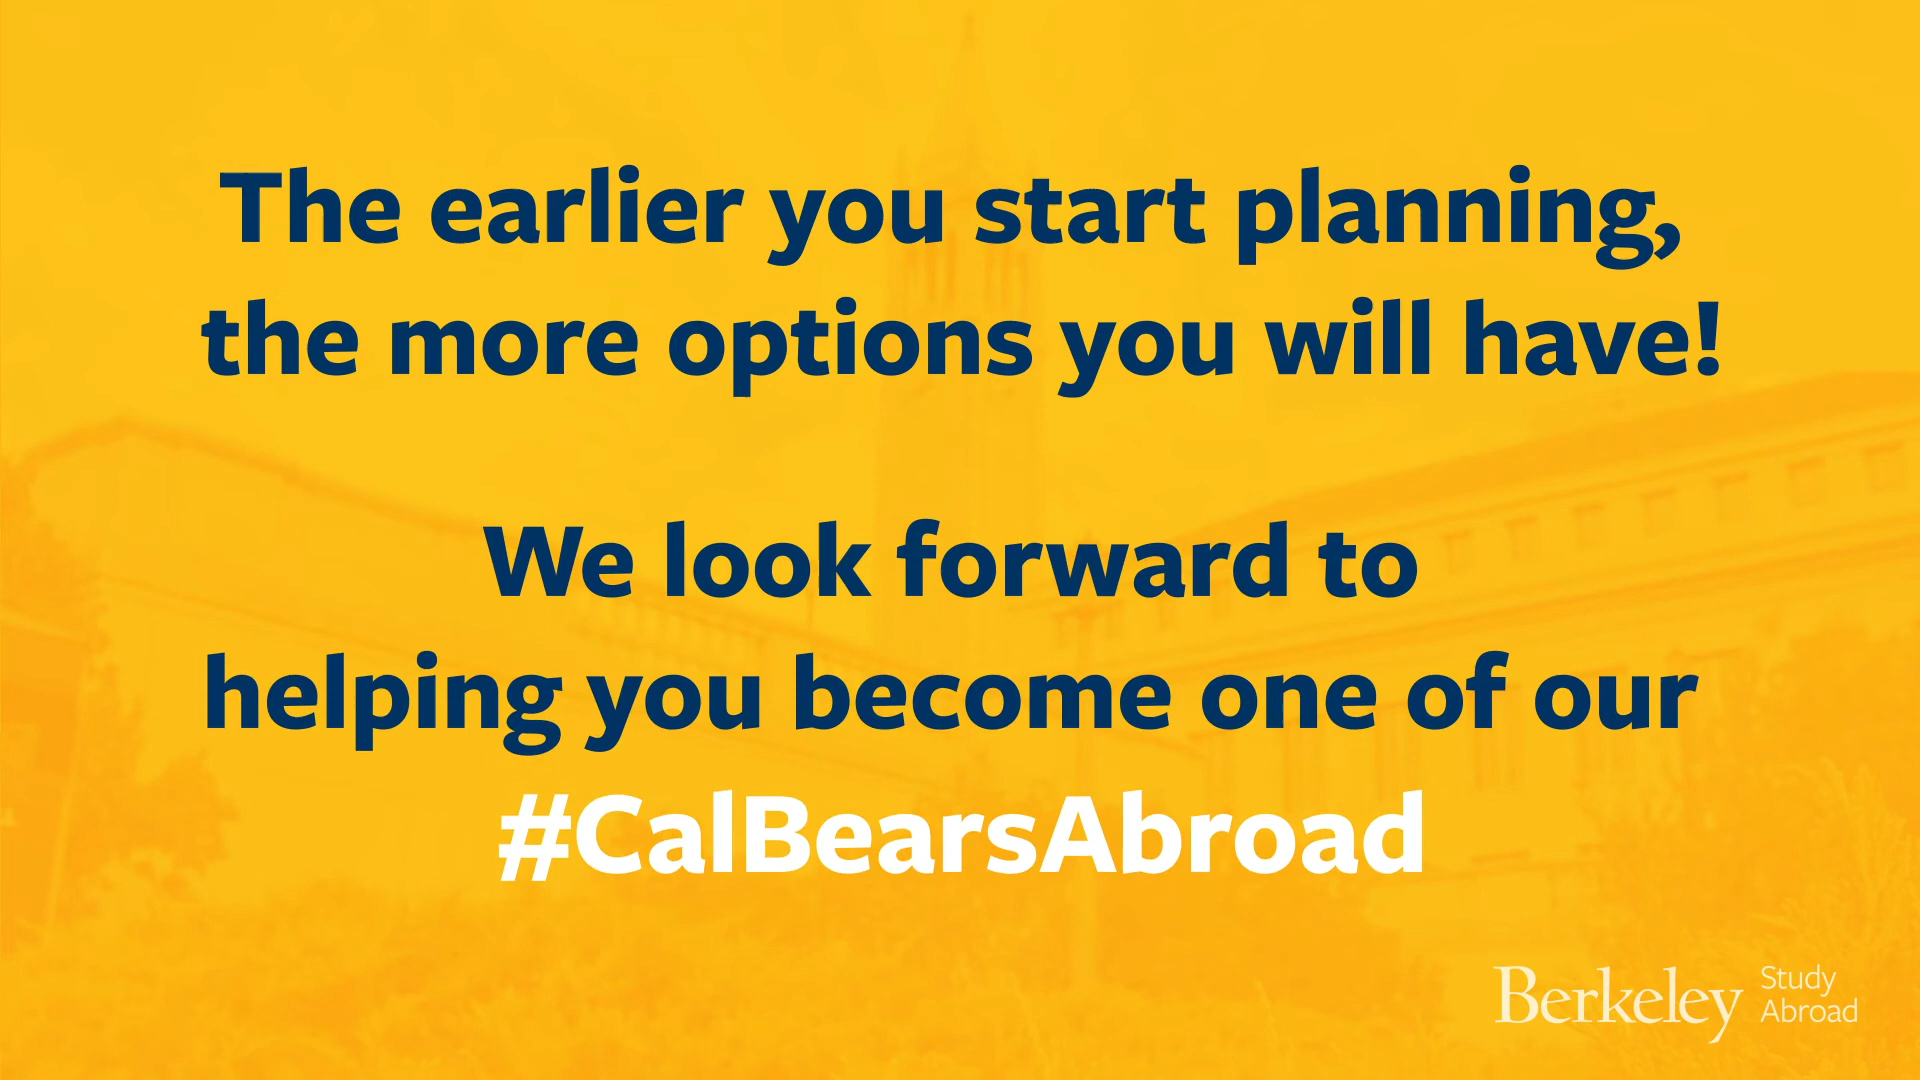 The earlier you start planning,
the more options you will have!
We look forward to
helping you become one of our
#CalBearsAbroad
Berkeley Study
Abroad